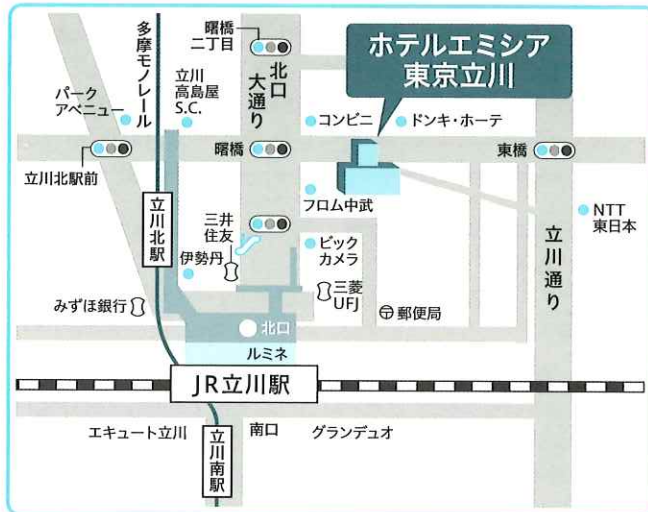 ホテルエミシア
東京立川
多摩モノレール
曙橋
二丁目
北口
大通り
立川
高島屋
S.C.
パーク
アベニュー
コンビニ
ドンキ・ホーテ
立川北駅前
曙橋
東橋
フロム中武
NTT
東日本
立川北駅
三井
住友
伊勢丹
ビック
カメラ
立川通り
みずほ銀行
三菱
UFJ
〶郵便局
北口
ルミネ
JR立川駅
エキュート立川
南口
グランデュオ
立川南駅